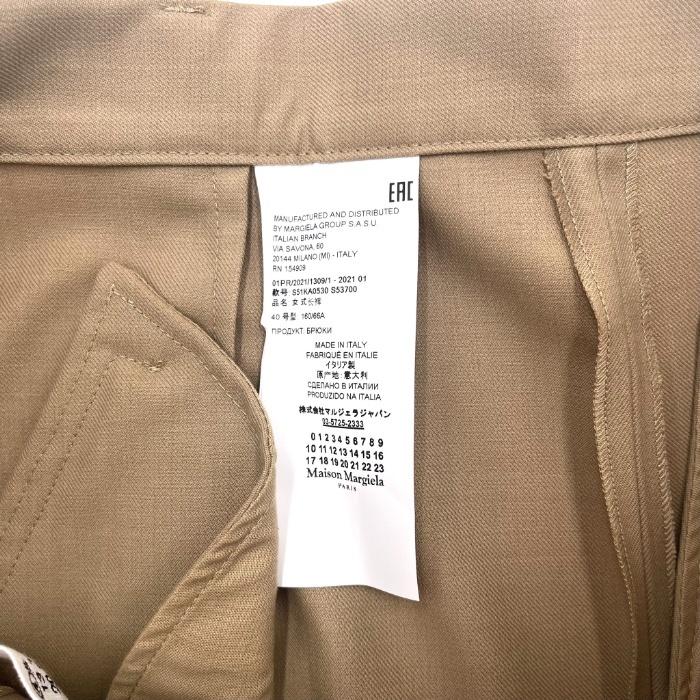 EAC
MANUFACTURED AND DISTRIBUTED
BY MARGIELA GROUP S.A.S.U.
ITALIAN BRANCH
VIA SAVONA, 60
20144 MILANO (MI) - ITALY
RN 154909
01PR/2021/1309/1 - 2021 01
款号: S51KA0530 S53700
品名: 女式长裤
40 号型 160/66A
ПРОДУКТ: БРЮКИ
MADE IN ITALY
FABRIQUÉ EN ITALIE
イタリア製
原产地: 意大利
СДЕЛАНО В ИТАЛИИ
PRODUZIDO NA ITALIA
株式会社マルジェラジャパン
03-5725-2333
0 1 2 3 4 5 6 7 8 9
10 11 12 13 14 15 16
17 18 19 20 21 22 23
Maison Margiela
PARIS